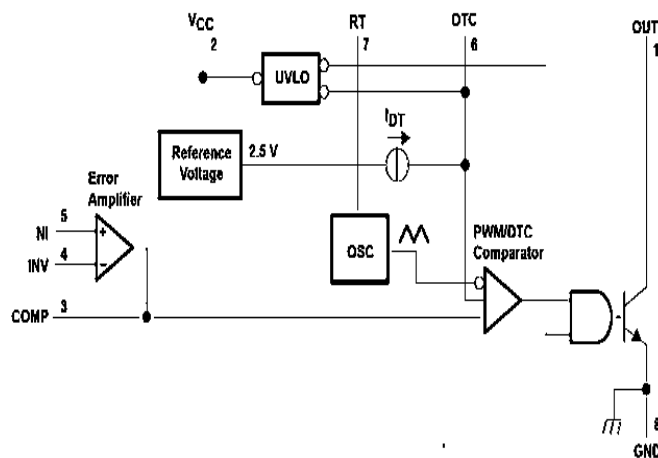 VCC
2
RT
7
DTC
6
OUT
1
UVLO
IDT
Reference
Voltage
2.5 V
Error
Amplifier
5
NI
4
INV
OSC
PWM/DTC
Comparator
COMP
3
8
GND